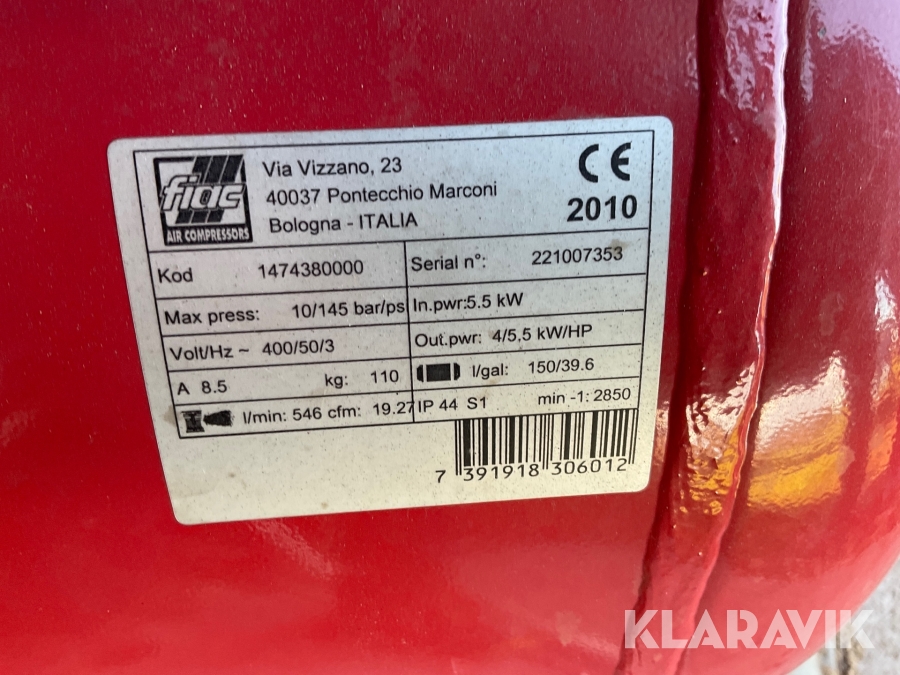 fiac
AIR COMPRESSORS
Via Vizzano, 23
40037 Pontecchio Marconi
Bologna - ITALIA
CE
2010
Kod 1474380000
Serial n°: 221007353
Max press: 10/145 bar/ps
In.pwr:5.5 kW
Volt/Hz ~ 400/50/3
Out.pwr: 4/5,5 kW/HP
A 8.5 kg: 110
l/gal: 150/39.6
l/min: 546 cfm: 19.27
IP 44 S1 min -1: 2850
7 391918 306012
KLARAVIK